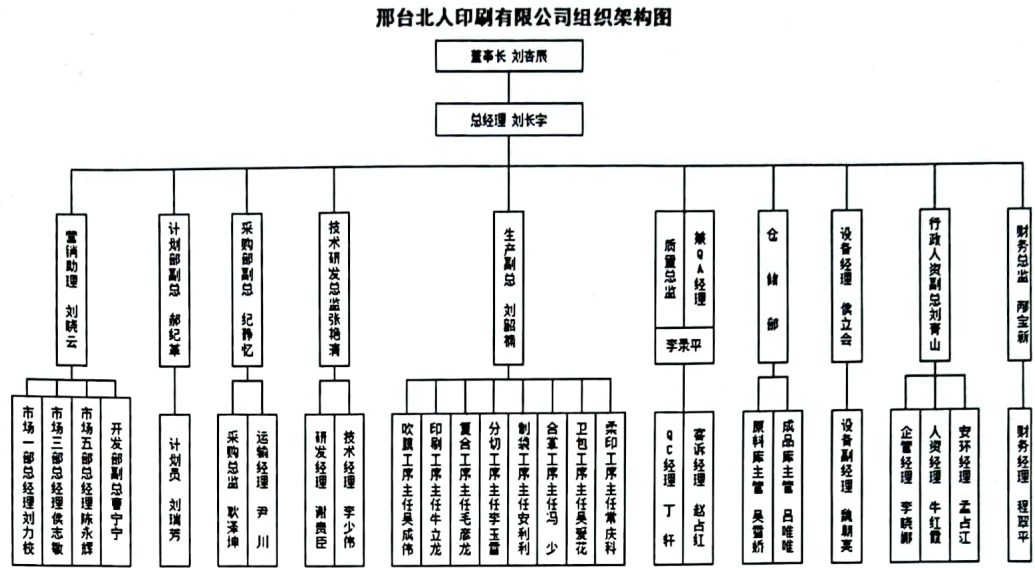 邢台北人印刷有限公司组织架构图
董事长 刘杏辰
总经理 刘长宇
营销助理 刘晓云
计划部副总 郝纪革
采购部副总 纪静忆
技术研发总监张艳清
生产副总 刘韶楠
质量总监
兼QA经理
李录平
仓储部
设备经理 侯立会
行政人资副总刘青山
财务总监 邢宝新
市场一部总经理刘力校
市场三部总经理侯志敏
市场五部总经理陈永辉
开发部副总曹宁宁
计划员 刘瑞芳
采购总监 耿泽坤
运输经理 尹川
研发经理 谢贵臣
技术经理 李少伟
吹膜工序主任吴成伟
印刷工序主任牛立龙
复合工序主任毛彦龙
分切工序主任李玉雷
制袋工序主任安利利
合掌工序主任冯少
卫包工序主任吴爱花
柔印工序主任常庆科
QC经理 丁轩
客诉经理 赵占红
原料库主管 吴雪娇
成品库主管 吕唯唯
设备副经理 魏朝亮
企管经理 李晓娜
人资经理 牛红霞
安环经理 孟占江
财务经理 程翠平